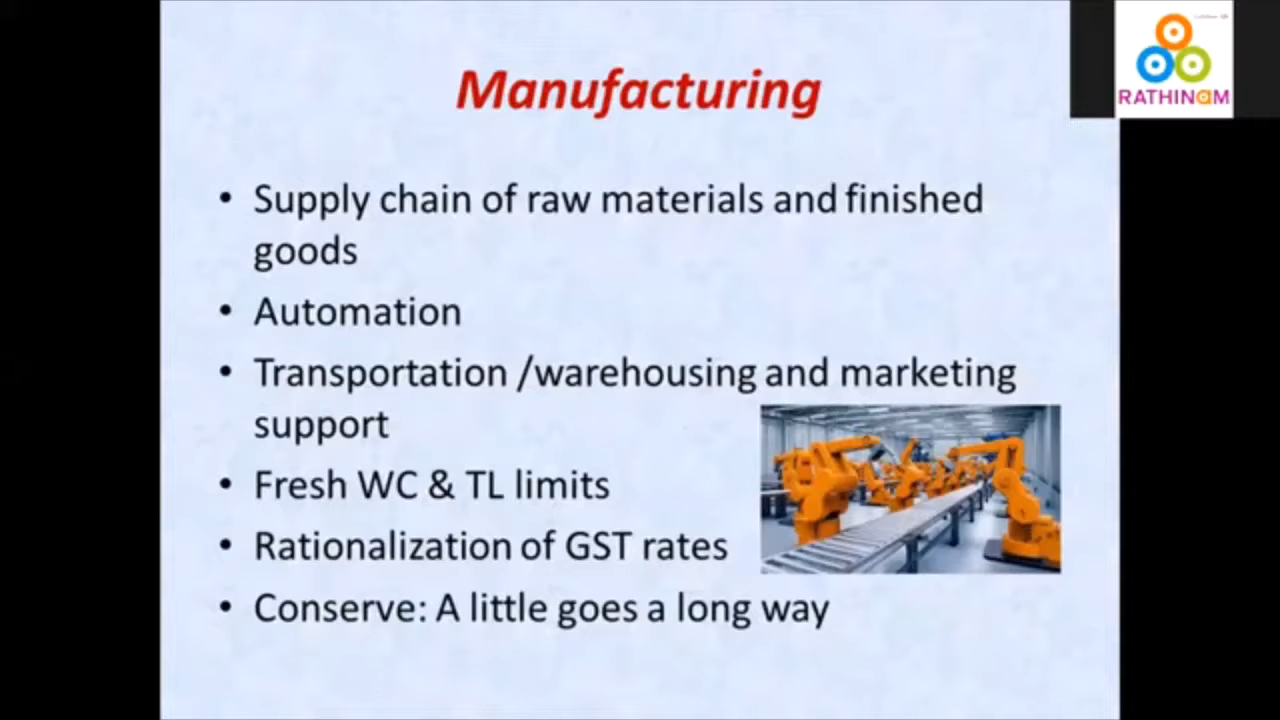 Manufacturing
• Supply chain of raw materials and finished
goods
• Automation
• Transportation /warehousing and marketing
support
• Fresh WC & TL limits
• Rationalization of GST rates
• Conserve: A little goes a long way
RATHINAM